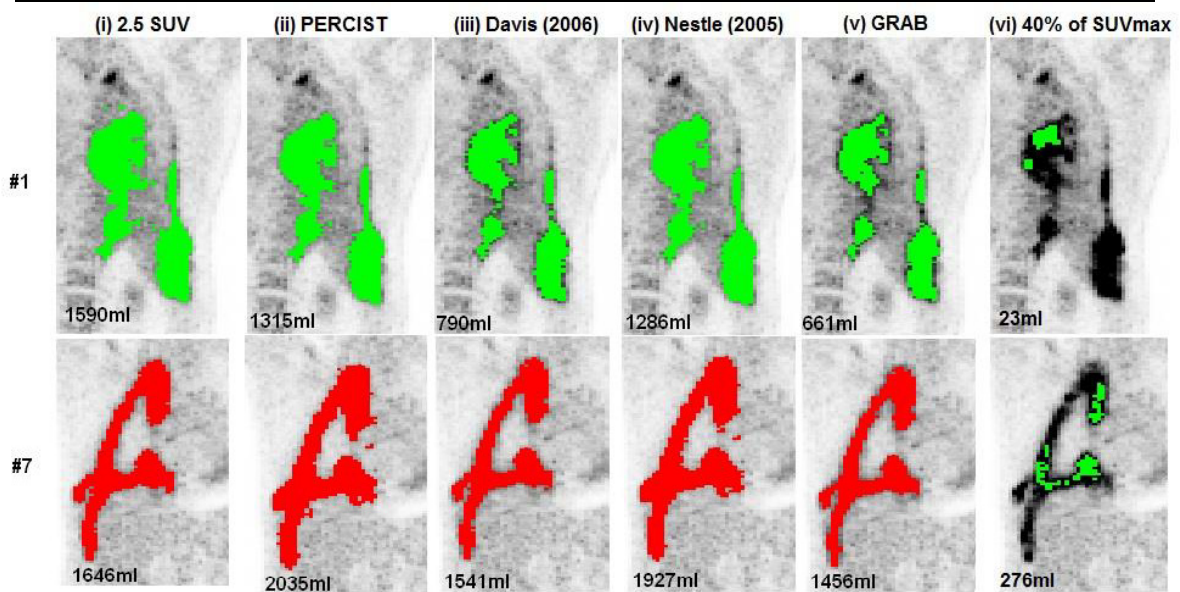 (i) 2.5 SUV (ii) PERCIST (iii) Davis (2006) (iv) Nestle (2005) (v) GRAB (vi) 40% of SUVmax
#1
1590ml 1315ml 790ml 1286ml 661ml 23ml
#7
1646ml 2035ml 1541ml 1927ml 1456ml 276ml